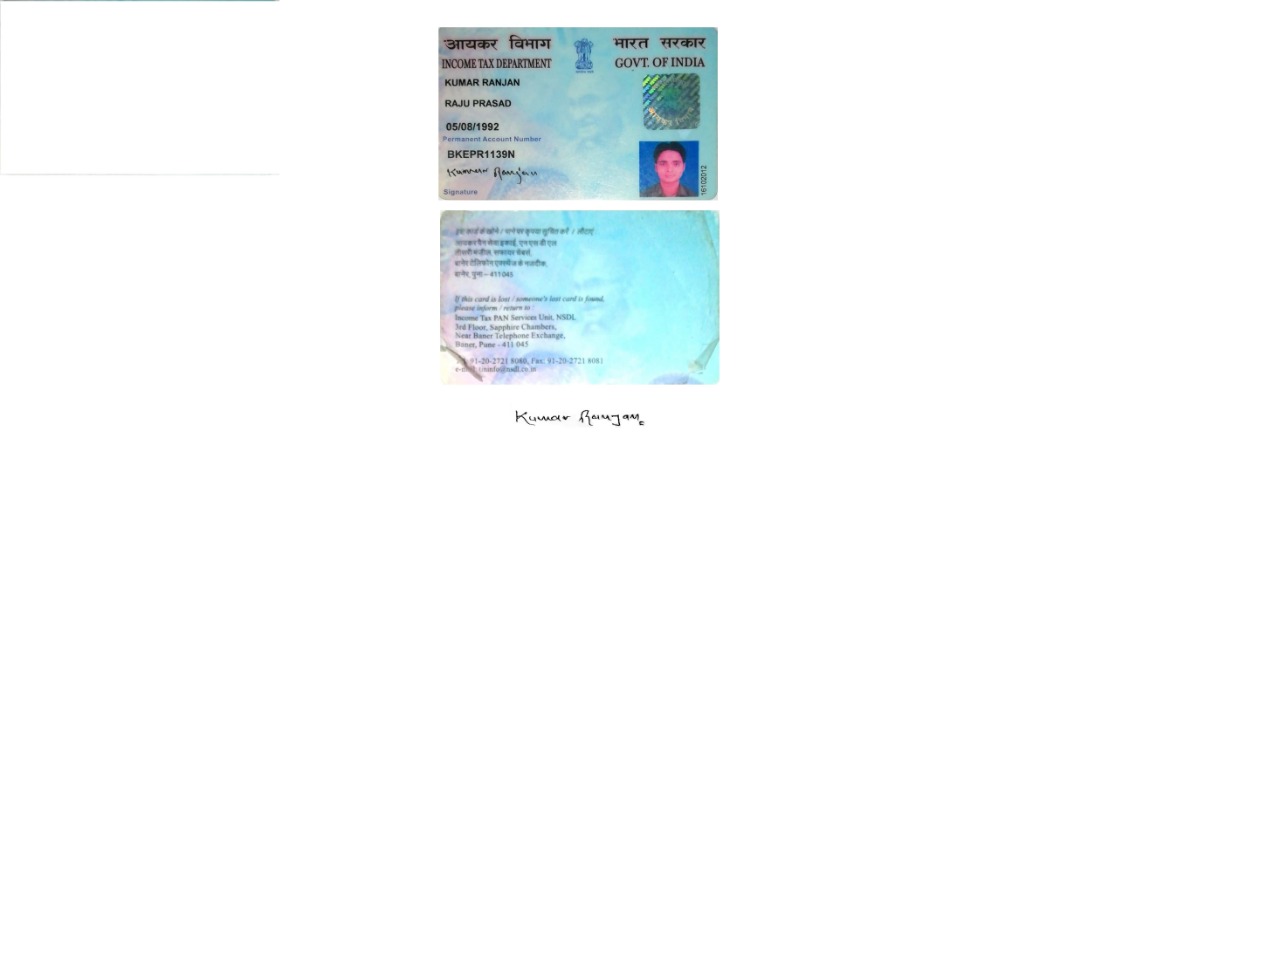 आयकर विभाग
INCOME TAX DEPARTMENT
भारत सरकार
GOVT. OF INDIA
KUMAR RANJAN
RAJU PRASAD
05/08/1992
Permanent Account Number
BKEPR1139N
Kumar Ranjan
Signature
16102012
इस कार्ड के खोने / पाने पर कृपया सूचित करें / लौटाएं
आयकर पैन सेवा इकाई, एन एस डी एल
तीसरी मंज़ील, सफायर चेंबर्स,
बानेर टेलिफोन एक्सचेंज के नजदीक,
बानेर, पुना – 411045
If this card is lost / someone's lost card is found,
please inform / return to :
Income Tax PAN Services Unit, NSDL
3rd Floor, Sapphire Chambers,
Near Baner Telephone Exchange,
Baner, Pune - 411 045
91-20-2721 8080, Fax: 91-20-2721 8081
e-mail: tininfo@nsdl.co.in
Kumar Ranjan